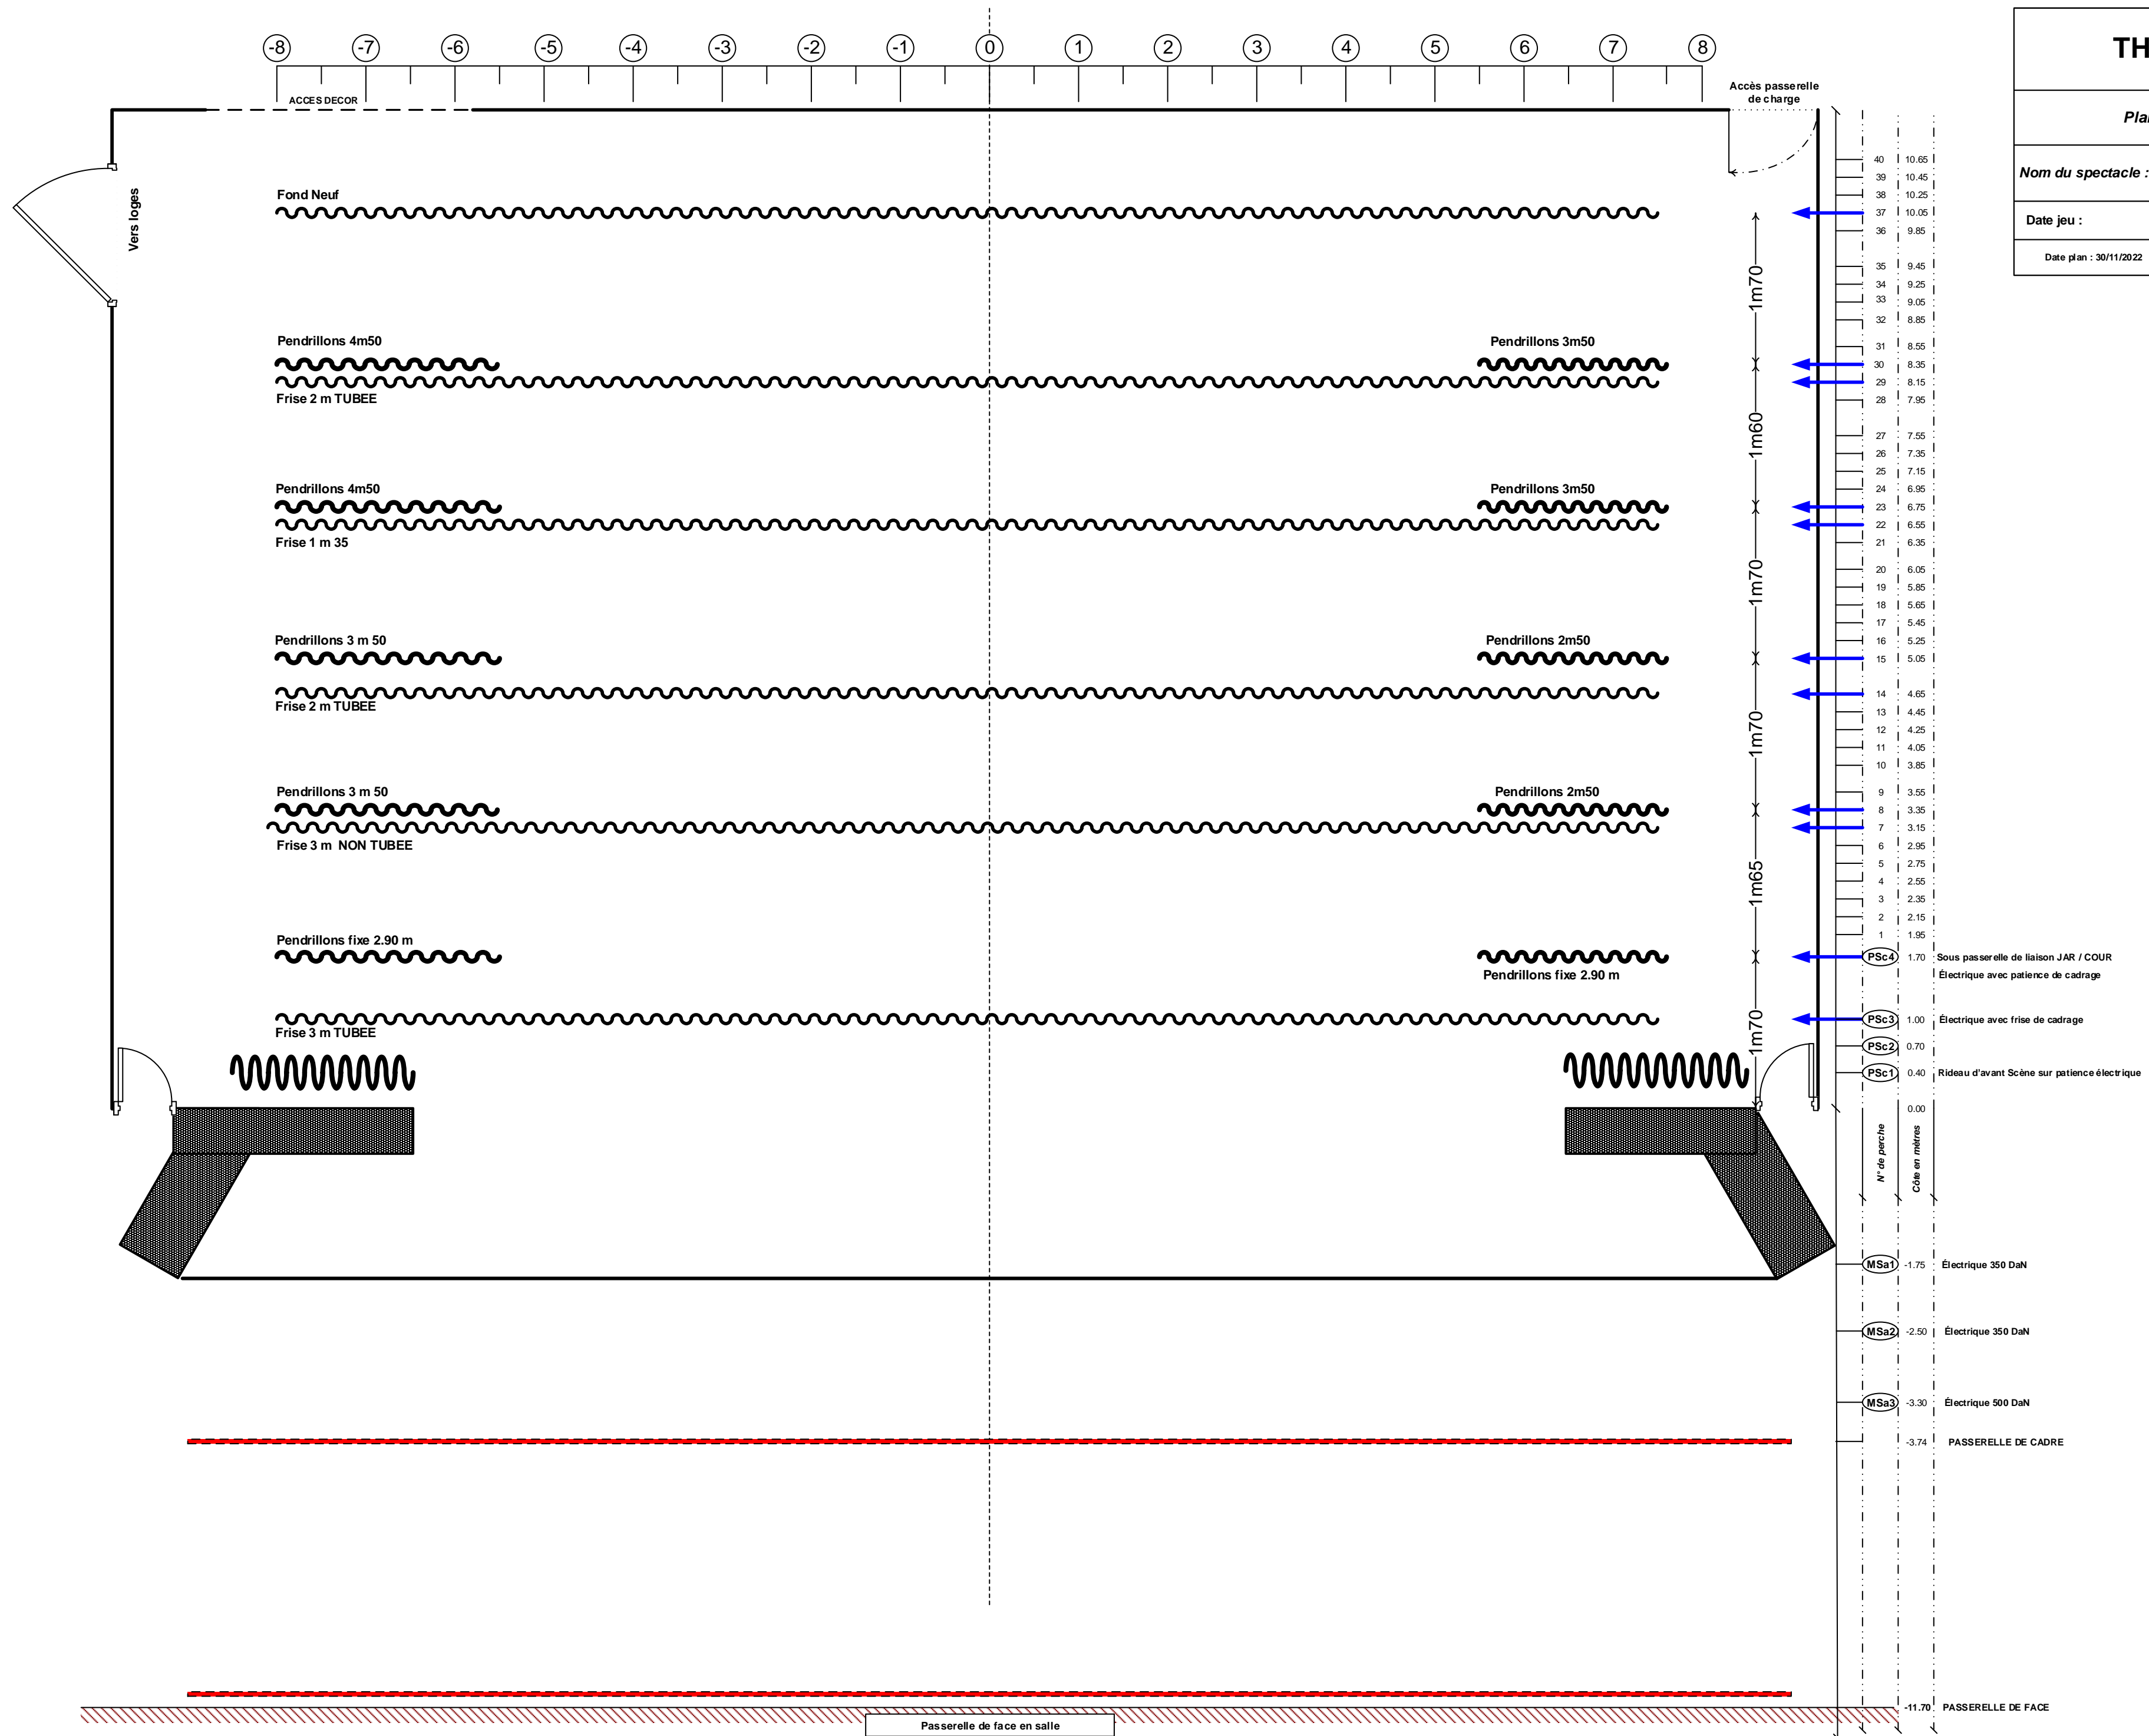 -8 -7 -6 -5 -4 -3 -2 -1 0 1 2 3 4 5 6 7 8
ACCES DECOR
Accès passerelle
de charge
Vers loges
Fond Neuf
Pendrillons 4m50
Pendrillons 3m50
Frise 2 m TUBEE
Pendrillons 4m50
Pendrillons 3m50
Frise 1 m 35
Pendrillons 3 m 50
Pendrillons 2m50
Frise 2 m TUBEE
Pendrillons 3 m 50
Pendrillons 2m50
Frise 3 m NON TUBEE
Pendrillons fixe 2.90 m
Pendrillons fixe 2.90 m
Frise 3 m TUBEE
1m70
1m60
1m70
1m70
1m65
1m70
40 10.65
39 10.45
38 10.25
37 10.05
36 9.85
35 9.45
34 9.25
33 9.05
32 8.85
31 8.55
30 8.35
29 8.15
28 7.95
27 7.55
26 7.35
25 7.15
24 6.95
23 6.75
22 6.55
21 6.35
20 6.05
19 5.85
18 5.65
17 5.45
16 5.25
15 5.05
14 4.65
13 4.45
12 4.25
11 4.05
10 3.85
9 3.55
8 3.35
7 3.15
6 2.95
5 2.75
4 2.55
3 2.35
2 2.15
1 1.95
PSc4 1.70 Sous passerelle de liaison JAR / COUR
Électrique avec patience de cadrage
PSc3 1.00 Électrique avec frise de cadrage
PSc2 0.70
PSc1 0.40 Rideau d'avant Scène sur patience électrique
0.00
N° de perche
Côte en mètres
MSa1 -1.75 Électrique 350 DaN
MSa2 -2.50 Électrique 350 DaN
MSa3 -3.30 Électrique 500 DaN
-3.74 PASSERELLE DE CADRE
-11.70 PASSERELLE DE FACE
Passerelle de face en salle
TH
Plan
Nom du spectacle :
Date jeu :
Date plan : 30/11/2022